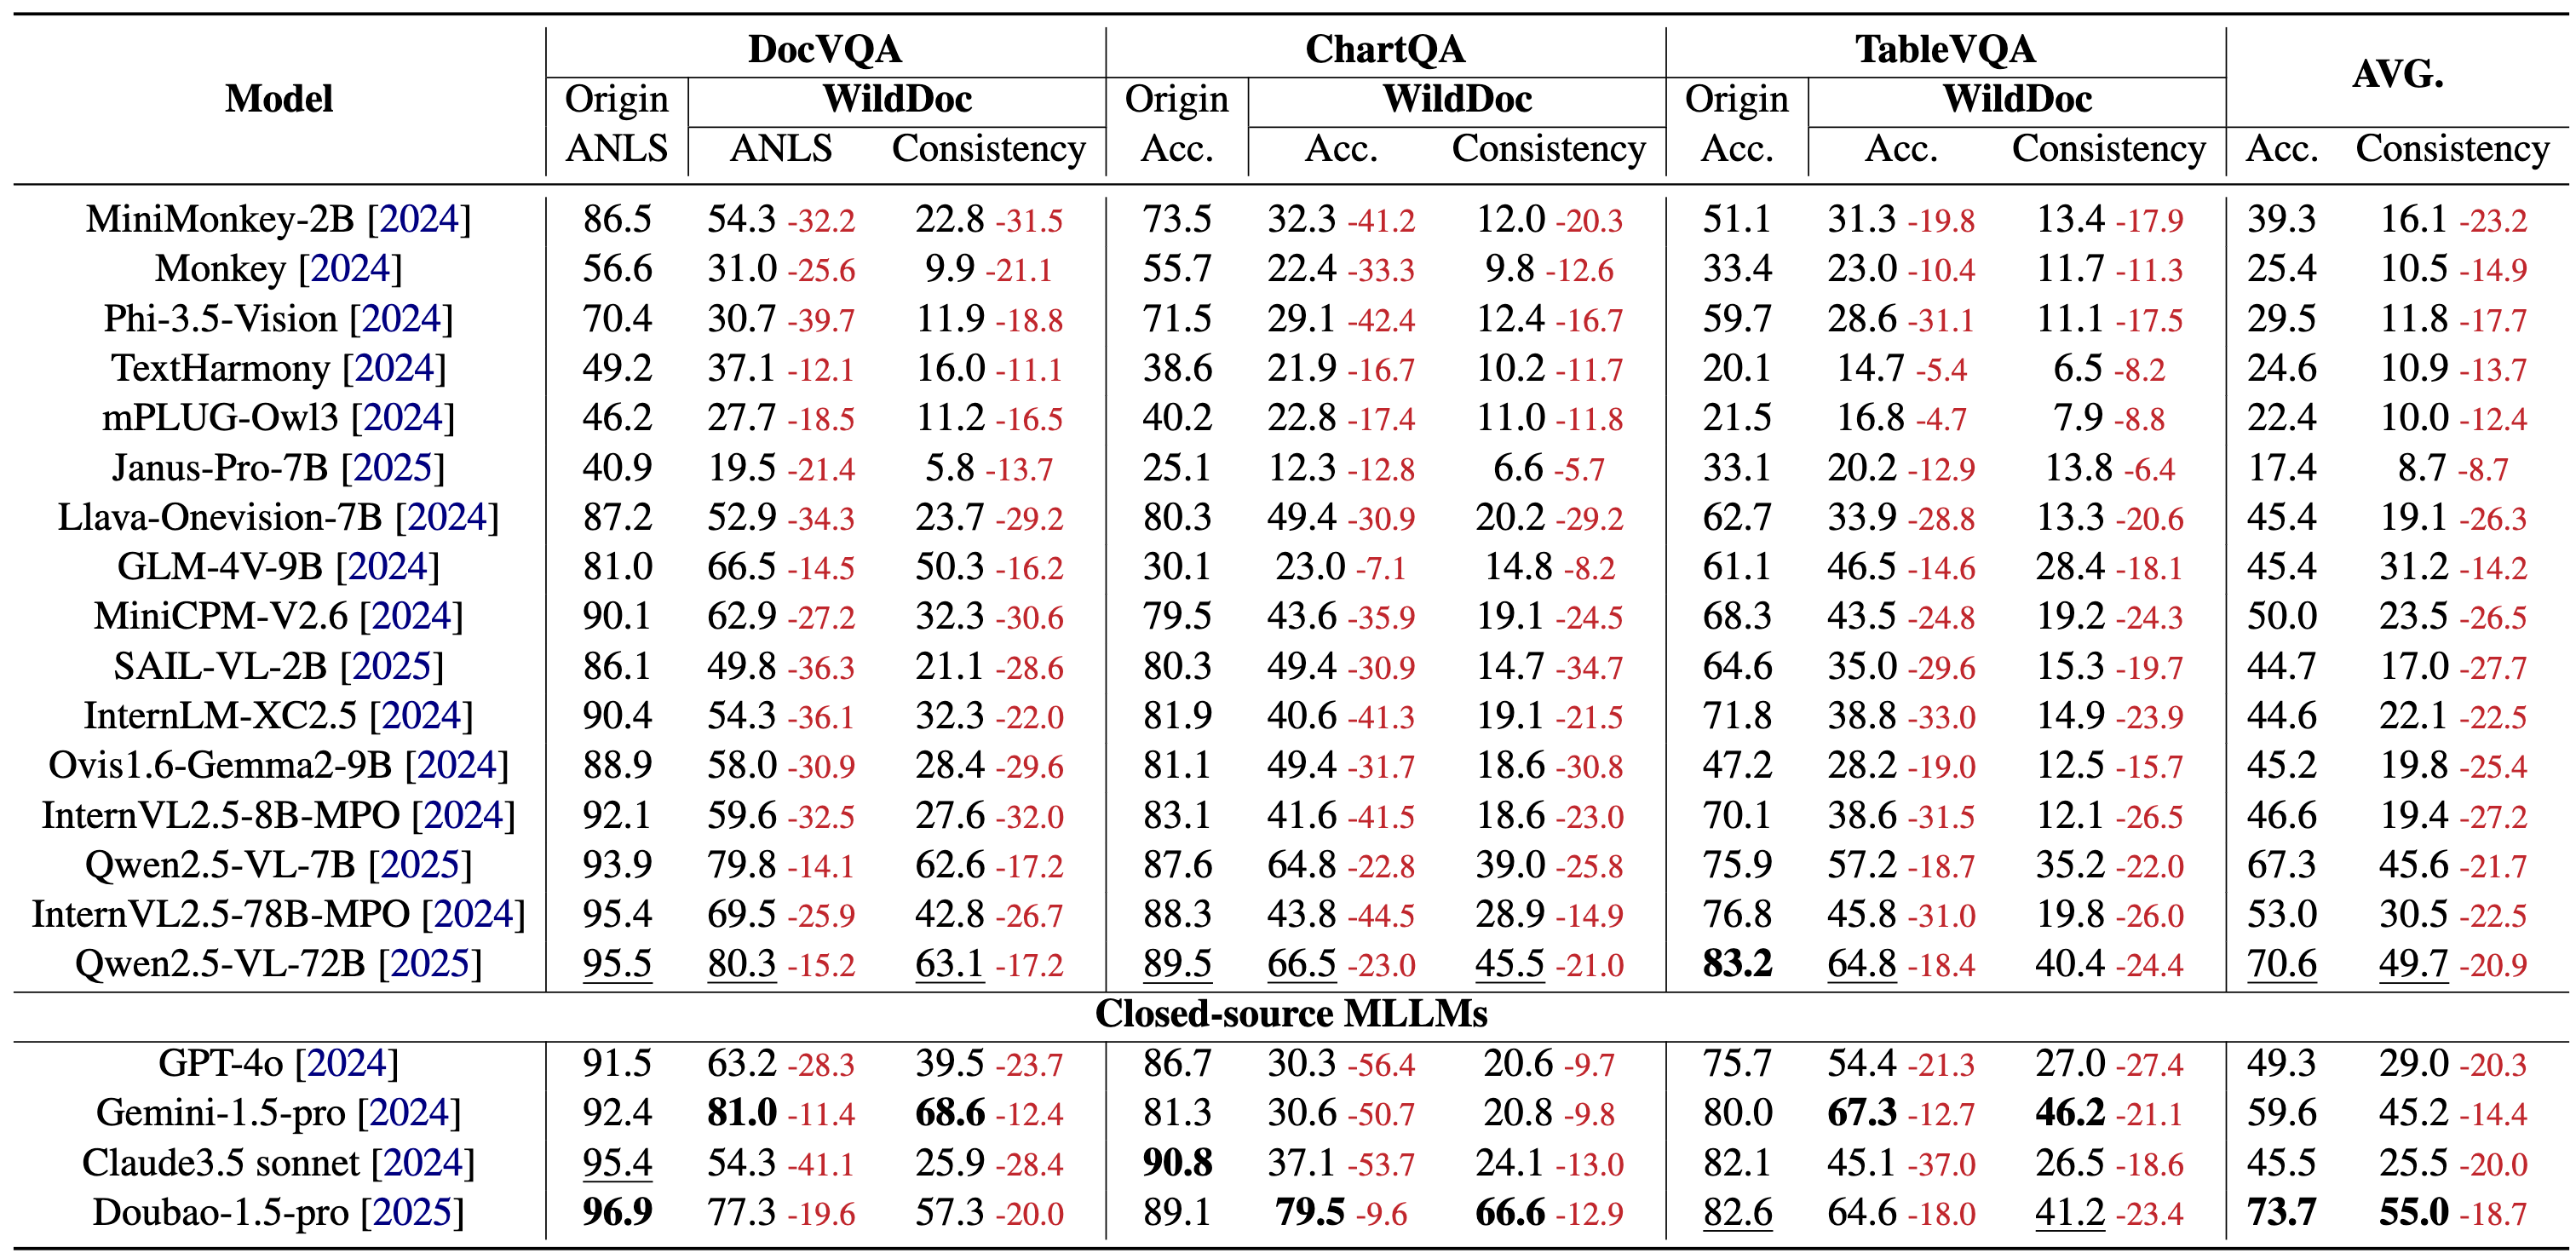 Model DocVQA ChartQA TableVQA AVG.
Origin WildDoc Origin WildDoc Origin WildDoc
ANLS ANLS Consistency Acc. Acc. Consistency Acc. Acc. Consistency Acc. Consistency
MiniMonkey-2B [2024] 86.5 54.3 -32.2 22.8 -31.5 73.5 32.3 -41.2 12.0 -20.3 51.1 31.3 -19.8 13.4 -17.9 39.3 16.1 -23.2
Monkey [2024] 56.6 31.0 -25.6 9.9 -21.1 55.7 22.4 -33.3 9.8 -12.6 33.4 23.0 -10.4 11.7 -11.3 25.4 10.5 -14.9
Phi-3.5-Vision [2024] 70.4 30.7 -39.7 11.9 -18.8 71.5 29.1 -42.4 12.4 -16.7 59.7 28.6 -31.1 11.1 -17.5 29.5 11.8 -17.7
TextHarmony [2024] 49.2 37.1 -12.1 16.0 -11.1 38.6 21.9 -16.7 10.2 -11.7 20.1 14.7 -5.4 6.5 -8.2 24.6 10.9 -13.7
mPLUG-Owl3 [2024] 46.2 27.7 -18.5 11.2 -16.5 40.2 22.8 -17.4 11.0 -11.8 21.5 16.8 -4.7 7.9 -8.8 22.4 10.0 -12.4
Janus-Pro-7B [2025] 40.9 19.5 -21.4 5.8 -13.7 25.1 12.3 -12.8 6.6 -5.7 33.1 20.2 -12.9 13.8 -6.4 17.4 8.7 -8.7
Llava-Onevision-7B [2024] 87.2 52.9 -34.3 23.7 -29.2 80.3 49.4 -30.9 20.2 -29.2 62.7 33.9 -28.8 13.3 -20.6 45.4 19.1 -26.3
GLM-4V-9B [2024] 81.0 66.5 -14.5 50.3 -16.2 30.1 23.0 -7.1 14.8 -8.2 61.1 46.5 -14.6 28.4 -18.1 45.4 31.2 -14.2
MiniCPM-V2.6 [2024] 90.1 62.9 -27.2 32.3 -30.6 79.5 43.6 -35.9 19.1 -24.5 68.3 43.5 -24.8 19.2 -24.3 50.0 23.5 -26.5
SAIL-VL-2B [2025] 86.1 49.8 -36.3 21.1 -28.6 80.3 49.4 -30.9 14.7 -34.7 64.6 35.0 -29.6 15.3 -19.7 44.7 17.0 -27.7
InternLM-XC2.5 [2024] 90.4 54.3 -36.1 32.3 -22.0 81.9 40.6 -41.3 19.1 -21.5 71.8 38.8 -33.0 14.9 -23.9 44.6 22.1 -22.5
Ovis1.6-Gemma2-9B [2024] 88.9 58.0 -30.9 28.4 -29.6 81.1 49.4 -31.7 18.6 -30.8 47.2 28.2 -19.0 12.5 -15.7 45.2 19.8 -25.4
InternVL2.5-8B-MPO [2024] 92.1 59.6 -32.5 27.6 -32.0 83.1 41.6 -41.5 18.6 -23.0 70.1 38.6 -31.5 12.1 -26.5 46.6 19.4 -27.2
Qwen2.5-VL-7B [2025] 93.9 79.8 -14.1 62.6 -17.2 87.6 64.8 -22.8 39.0 -25.8 75.9 57.2 -18.7 35.2 -22.0 67.3 45.6 -21.7
InternVL2.5-78B-MPO [2024] 95.4 69.5 -25.9 42.8 -26.7 88.3 43.8 -44.5 28.9 -14.9 76.8 45.8 -31.0 19.8 -26.0 53.0 30.5 -22.5
Qwen2.5-VL-72B [2025] 95.5 80.3 -15.2 63.1 -17.2 89.5 66.5 -23.0 45.5 -21.0 83.2 64.8 -18.4 40.4 -24.4 70.6 49.7 -20.9
Closed-source MLLMs
GPT-4o [2024] 91.5 63.2 -28.3 39.5 -23.7 86.7 30.3 -56.4 20.6 -9.7 75.7 54.4 -21.3 27.0 -27.4 49.3 29.0 -20.3
Gemini-1.5-pro [2024] 92.4 81.0 -11.4 68.6 -12.4 81.3 30.6 -50.7 20.8 -9.8 80.0 67.3 -12.7 46.2 -21.1 59.6 45.2 -14.4
Claude3.5 sonnet [2024] 95.4 54.3 -41.1 25.9 -28.4 90.8 37.1 -53.7 24.1 -13.0 82.1 45.1 -37.0 26.5 -18.6 45.5 25.5 -20.0
Doubao-1.5-pro [2025] 96.9 77.3 -19.6 57.3 -20.0 89.1 79.5 -9.6 66.6 -12.9 82.6 64.6 -18.0 41.2 -23.4 73.7 55.0 -18.7